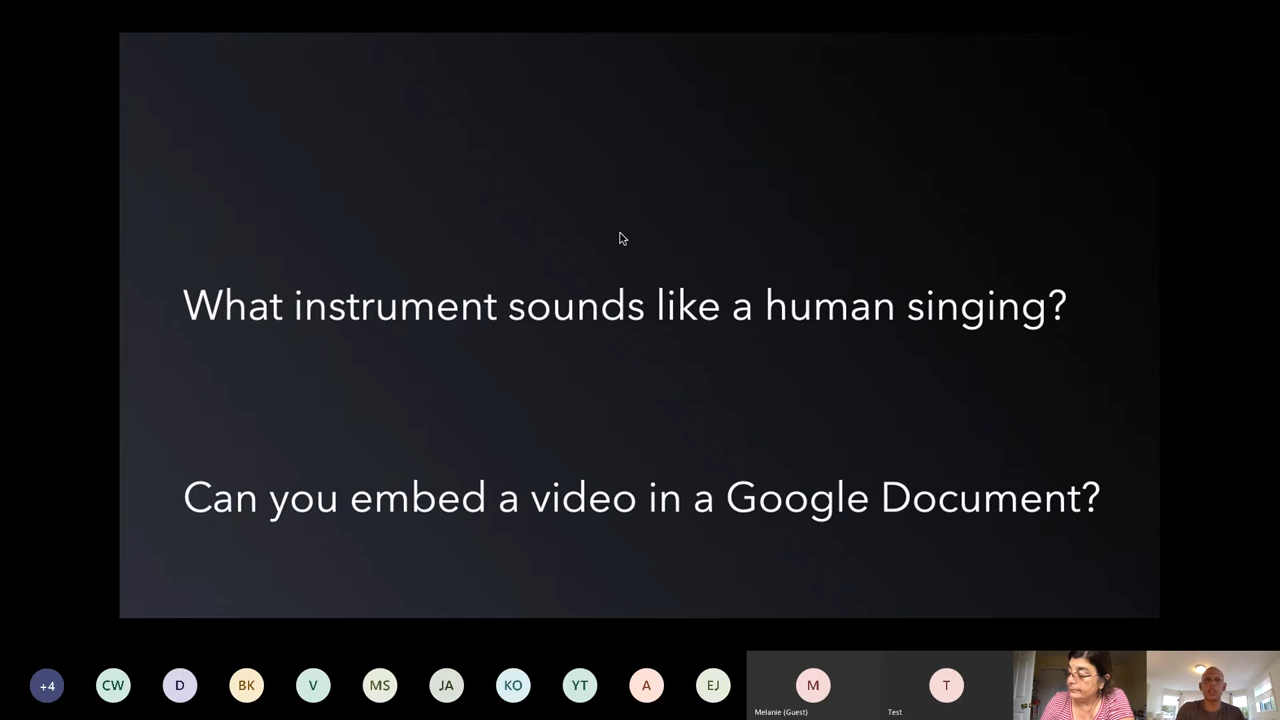 What instrument sounds like a human singing?
Can you embed a video in a Google Document?
+4
CW
D
BK
V
MS
JA
KO
YT
A
EJ
M
T
Melanie (Guest)
Test